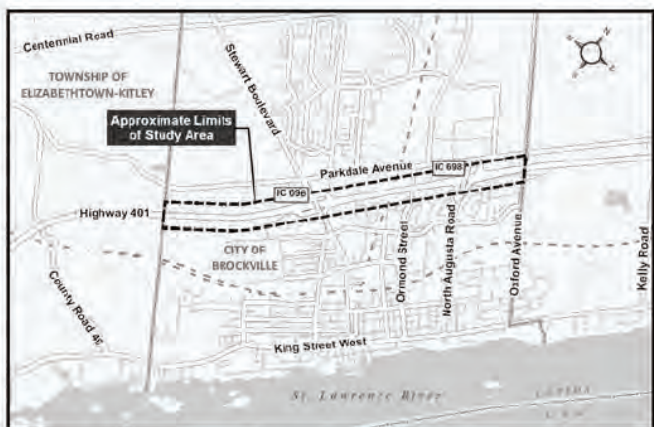 Centennial Road
TOWNSHIP OF
ELIZABETHTOWN-KITLEY
Stewart Boulevard
Approximate Limits
of Study Area
Parkdale Avenue
IC 696
IC 698
Highway 401
CITY OF
BROCKVILLE
County Road 46
Ormond Street
North Augusta Road
Oxford Avenue
Kelly Road
King Street West
St. Lawrence River
CANADA